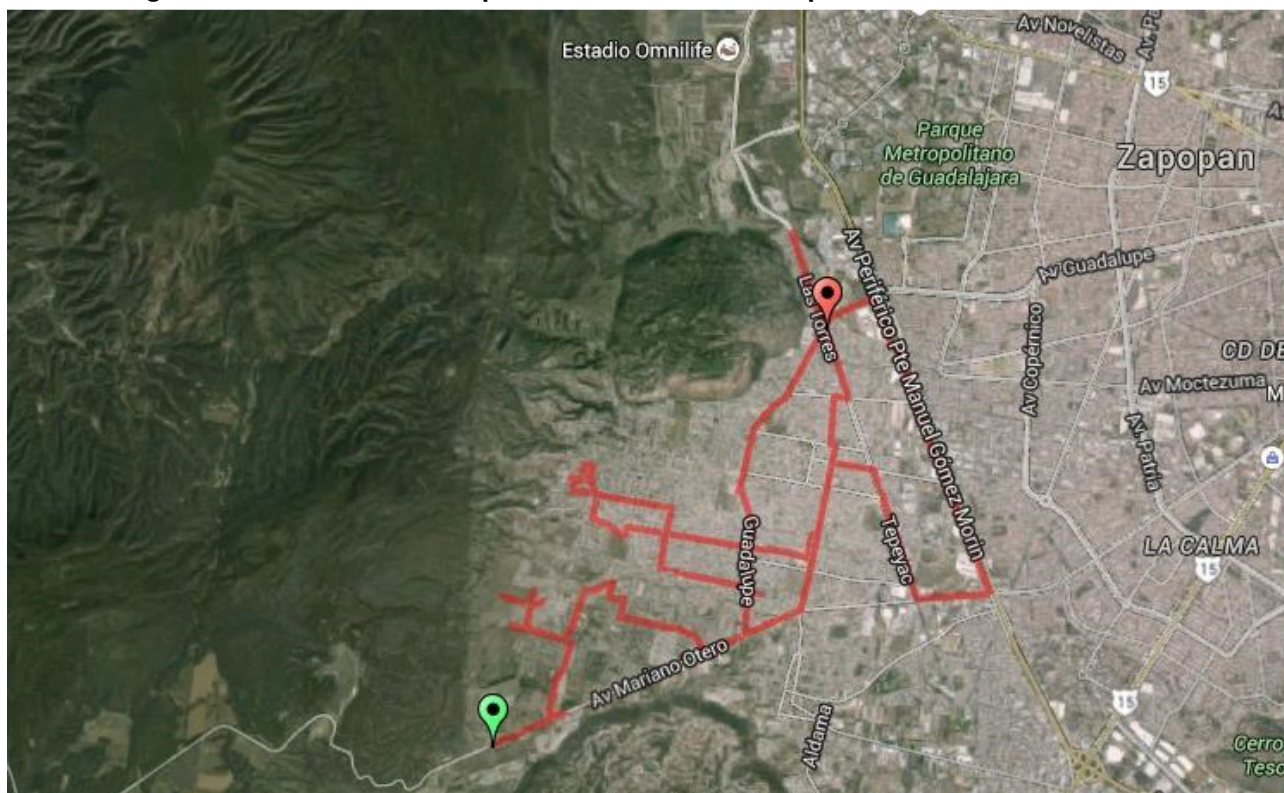 Av Novelistas
Av. Pa
Estadio Omnilife
15
Parque
Metropolitano
de Guadalajara
Zapopan
Av Guadalupe
Av Periférico Pte Manuel Gómez Morin
Las Torres
Av Copérnico
CD DE
Av Moctezuma
M
Av. Patria
Guadalupe
Tepeyac
LA CALMA
15
Av Mariano Otero
15
Aldama
Cerro
Teso